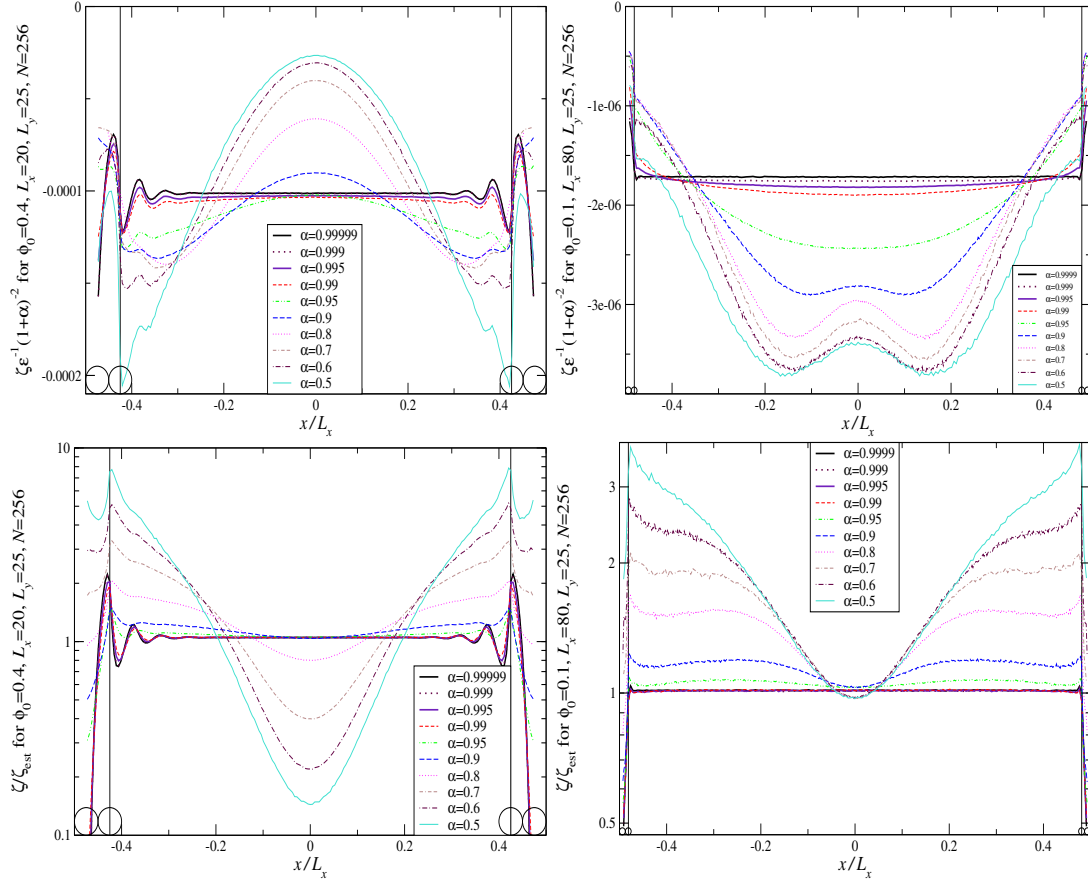 ζε⁻¹(1+α)⁻² for ϕ₀=0.4, Lₓ=20, L_y=25, N=256
0
-0.0001
-0.0002
α=0.99999
α=0.999
α=0.995
α=0.99
α=0.95
α=0.9
α=0.8
α=0.7
α=0.6
α=0.5
-0.4 -0.2 0 0.2 0.4
x/Lₓ
ζε⁻¹(1+α)⁻² for ϕ₀=0.1, Lₓ=80, L_y=25, N=256
0
-1e-06
-2e-06
-3e-06
α=0.9999
α=0.999
α=0.995
α=0.99
α=0.95
α=0.9
α=0.8
α=0.7
α=0.6
α=0.5
-0.4 -0.2 0 0.2 0.4
x/Lₓ
ζ/ζ_est for ϕ₀=0.4, Lₓ=20, L_y=25, N=256
10
1
0.1
α=0.99999
α=0.999
α=0.995
α=0.99
α=0.95
α=0.9
α=0.8
α=0.7
α=0.6
α=0.5
-0.4 -0.2 0 0.2 0.4
x/Lₓ
ζ/ζ_est for ϕ₀=0.1, Lₓ=80, L_y=25, N=256
3
2
1
0.5
α=0.9999
α=0.999
α=0.995
α=0.99
α=0.95
α=0.9
α=0.8
α=0.7
α=0.6
α=0.5
-0.4 -0.2 0 0.2 0.4
x/Lₓ